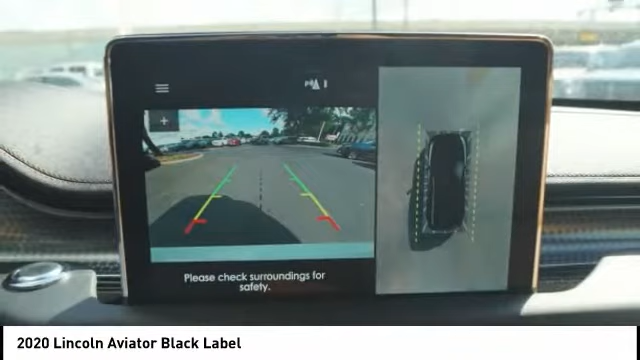 Please check surroundings for
safety.
2020 Lincoln Aviator Black Label